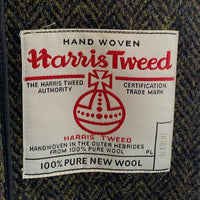 HAND WOVEN
Harris Tweed
THE HARRIS TWEED AUTHORITY
CERTIFICATION TRADE MARK
HARRIS TWEED
HANDWOVEN IN THE OUTER HEBRIDES
FROM 100% PURE WOOL
PL
100% PURE NEW WOOL